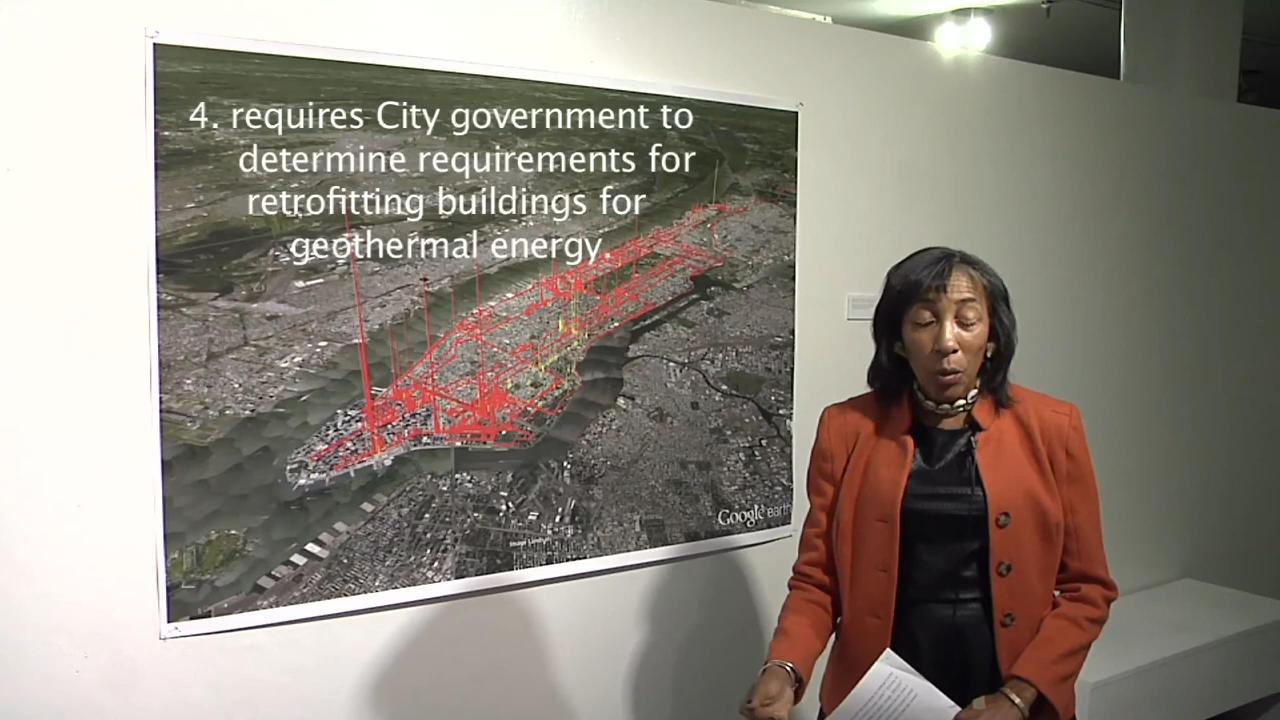 4. requires City government to
determine requirements for
retrofitting buildings for
geothermal energy.
Google earth